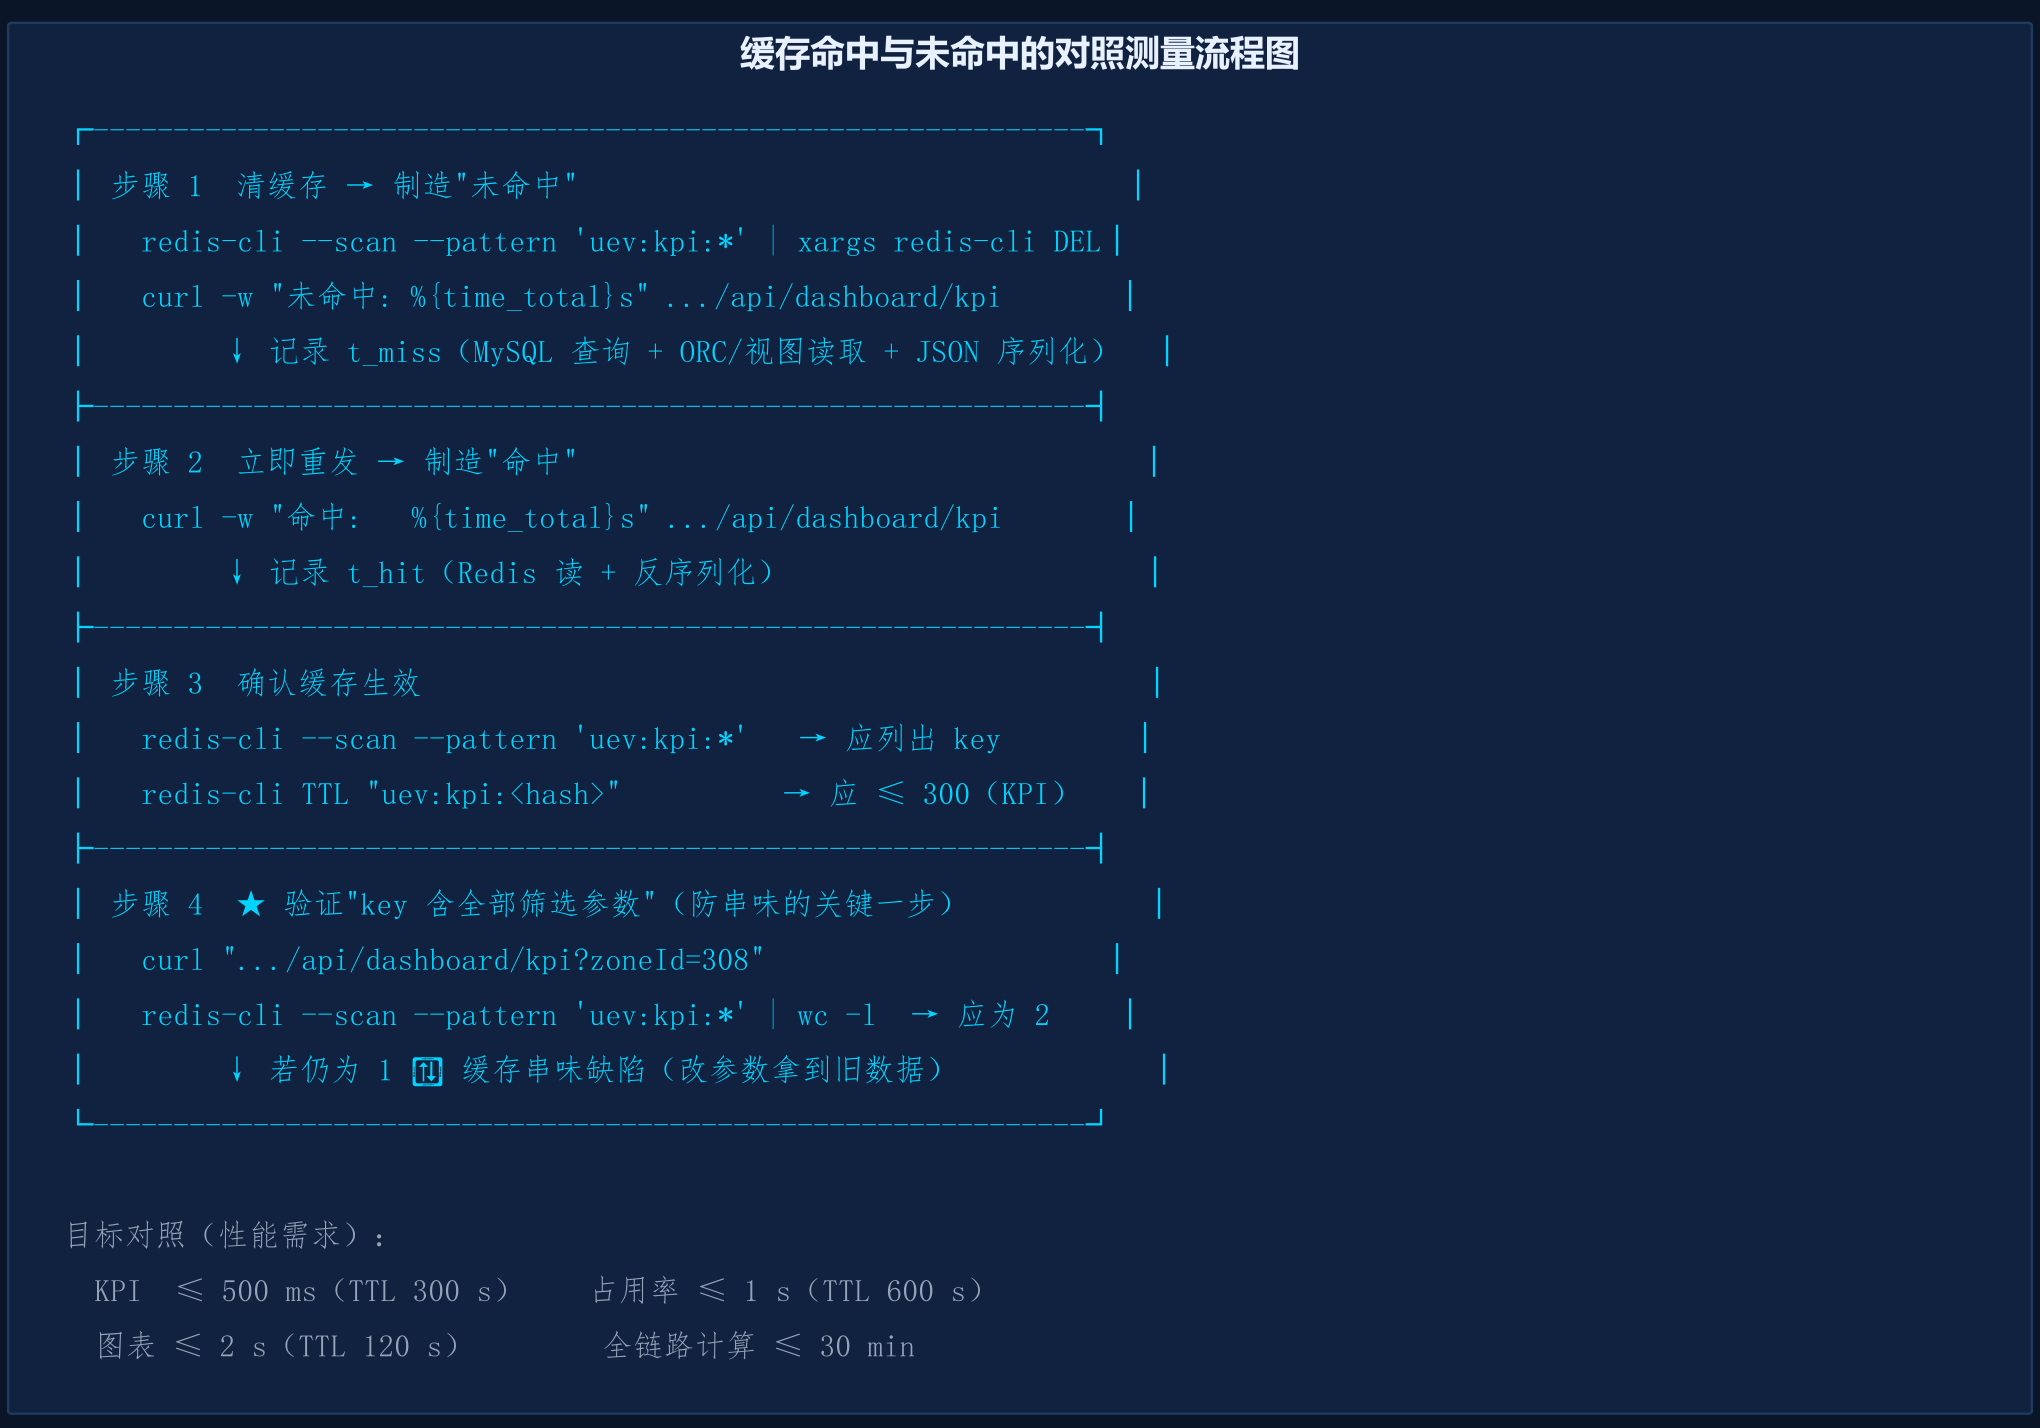 缓存命中与未命中的对照测量流程图
步骤 1  清缓存 → 制造"未命中"
redis-cli --scan --pattern 'uev:kpi:*' | xargs redis-cli DEL
curl -w "未命中: %{time_total}s" .../api/dashboard/kpi
↓ 记录 t_miss（MySQL 查询 + ORC/视图读取 + JSON 序列化）
步骤 2  立即重发 → 制造"命中"
curl -w "命中:   %{time_total}s" .../api/dashboard/kpi
↓ 记录 t_hit（Redis 读 + 反序列化）
步骤 3  确认缓存生效
redis-cli --scan --pattern 'uev:kpi:*'   → 应列出 key
redis-cli TTL "uev:kpi:<hash>"          → 应 ≤ 300（KPI）
步骤 4  ★ 验证"key 含全部筛选参数"（防串味的关键一步）
curl ".../api/dashboard/kpi?zoneId=308"
redis-cli --scan --pattern 'uev:kpi:*' | wc -l  → 应为 2
↓ 若仍为 1 ⇅ 缓存串味缺陷（改参数拿到旧数据）
目标对照（性能需求）：
KPI  ≤ 500 ms（TTL 300 s）    占用率 ≤ 1 s（TTL 600 s）
图表 ≤ 2 s（TTL 120 s）        全链路计算 ≤ 30 min